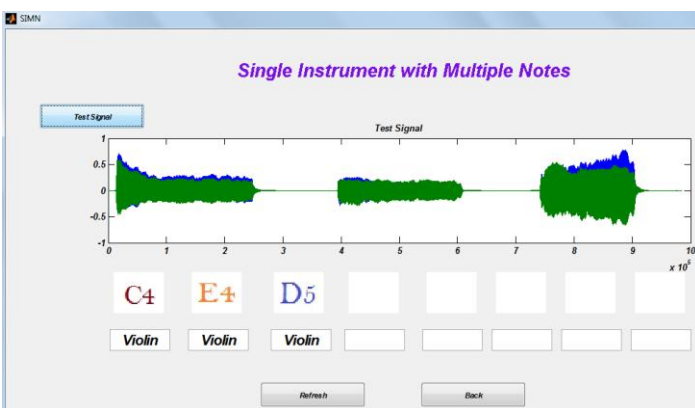 SIMN
Single Instrument with Multiple Notes
Test Signal
Test Signal
1
0.5
0
-0.5
-1
0 1 2 3 4 5 6 7 8 9 10
x 10^5
C4 E4 D5
Violin Violin Violin
Refresh Back